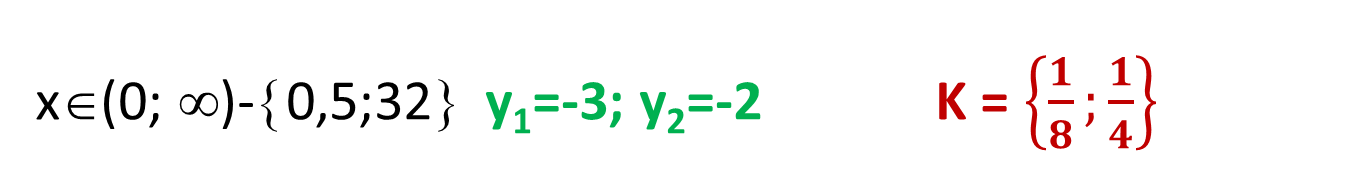 x∈(0; ∞)-{0,5;32} y₁=-3; y₂=-2 K = {1/8 ; 1/4}